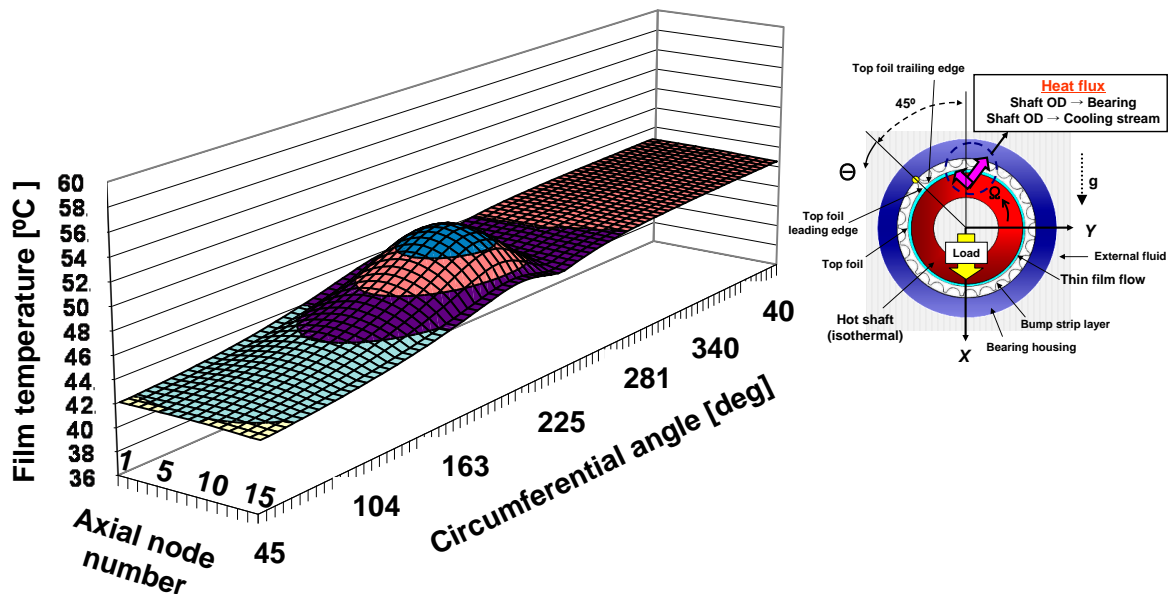 Film temperature [ºC]
60
58
56
54
52
50
48
46
44
42
40
38
36
1
5
10
15
Axial node
number
45
104
163
225
281
340
40
Circumferential angle [deg]
Top foil trailing edge
Heat flux
Shaft OD → Bearing
Shaft OD → Cooling stream
45º
Θ
g
Ω
Top foil
leading edge
Y
Load
External fluid
Top foil
Thin film flow
Hot shaft
(isothermal)
Bump strip layer
X
Bearing housing